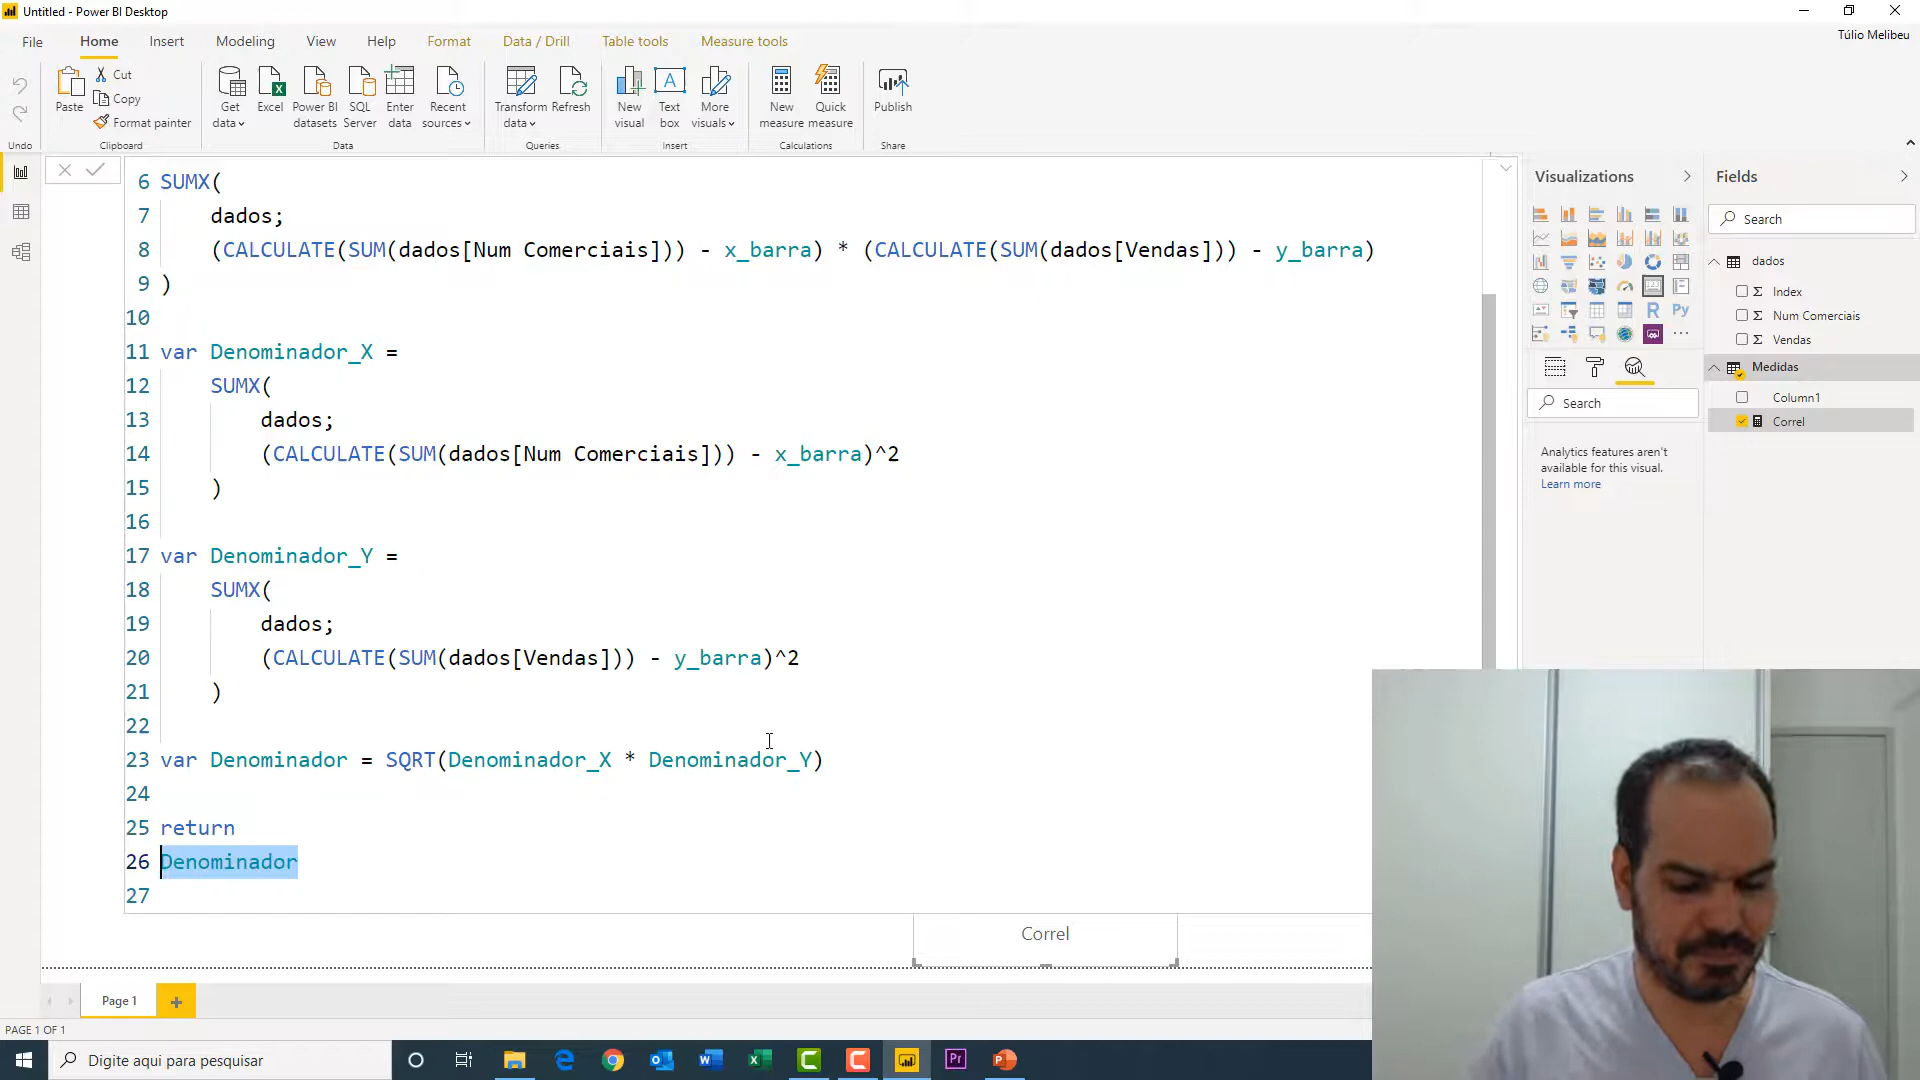 Untitled - Power BI Desktop
Túlio Melibeu
File Home Insert Modeling View Help Format Data / Drill Table tools Measure tools
Paste
Cut
Copy
Format painter
Get data
Excel
Power BI datasets
SQL Server
Enter data
Recent sources
Transform data
Refresh
New visual
Text box
More visuals
New measure
Quick measure
Publish
Undo Clipboard Data Queries Insert Calculations Share
6 SUMX(
7 dados;
8 (CALCULATE(SUM(dados[Num Comerciais])) - x_barra) * (CALCULATE(SUM(dados[Vendas])) - y_barra)
9 )
10
11 var Denominador_X =
12 SUMX(
13 dados;
14 (CALCULATE(SUM(dados[Num Comerciais])) - x_barra)^2
15 )
16
17 var Denominador_Y =
18 SUMX(
19 dados;
20 (CALCULATE(SUM(dados[Vendas])) - y_barra)^2
21 )
22
23 var Denominador = SQRT(Denominador_X * Denominador_Y)
24
25 return
26 Denominador
27
Correl
Visualizations
R Py
Search
Analytics features aren't
available for this visual.
Learn more
Fields
Search
dados
Index
Num Comerciais
Vendas
Medidas
Column1
Correl
Page 1
PAGE 1 OF 1
Digite aqui para pesquisar